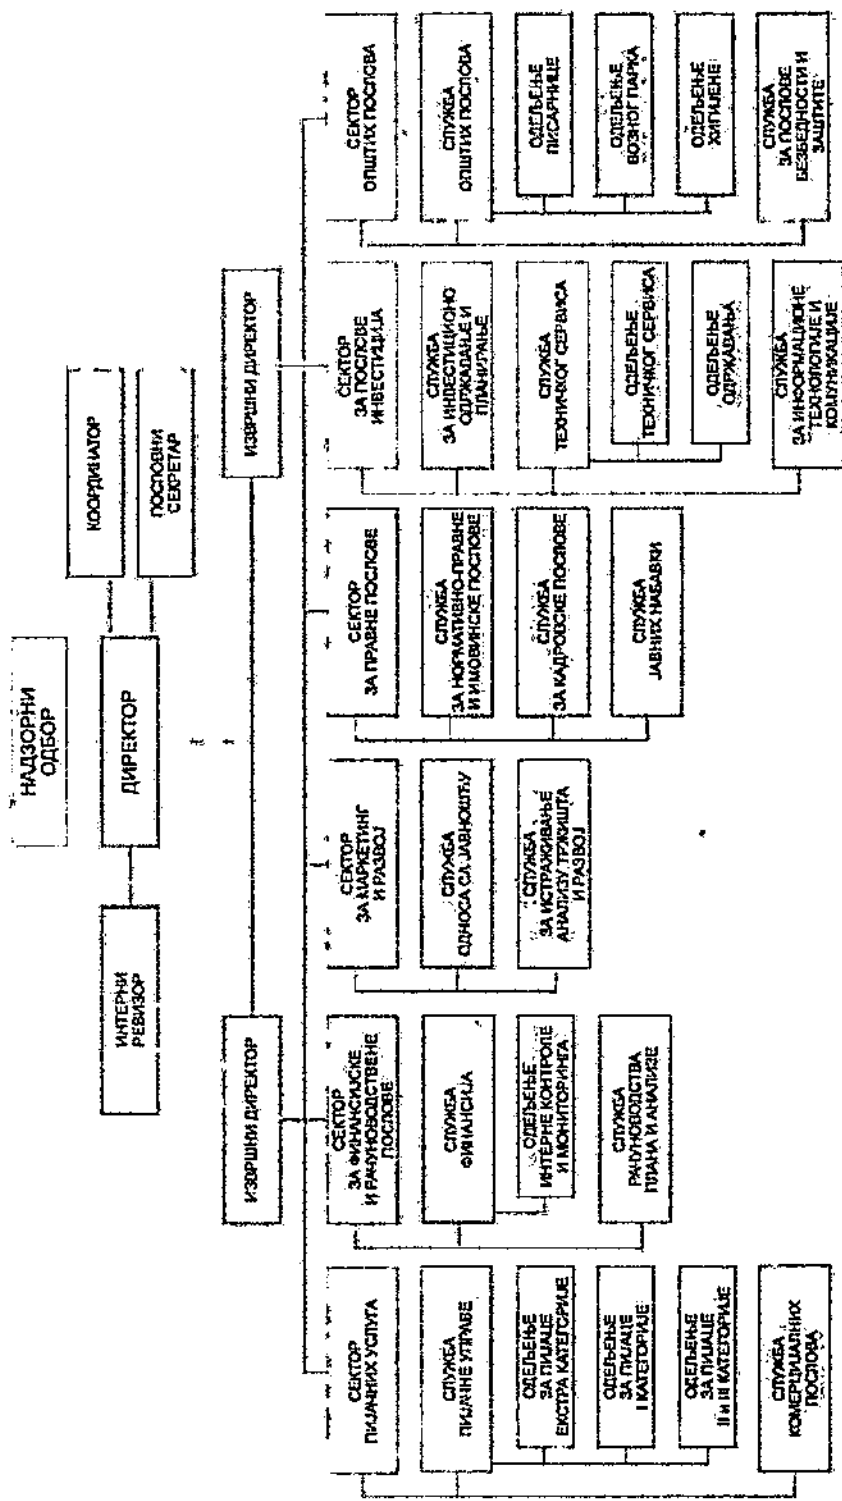 НАДЗОРНИ
ОДБОР
ДИРЕКТОР
ИНТЕРНИ
РЕВИЗОР
КООРДИНАТОР
ПОСЛОВНИ
СЕКРЕТАР
ИЗВРШНИ ДИРЕКТОР
ИЗВРШНИ ДИРЕКТОР
СЕКТОР
ПИЈАЧНИХ УСЛУГА
СЛУЖБА
ПИЈАЧНЕ УПРАВЕ
ОДЕЉЕЊЕ
ЗА ПИЈАЦЕ
ЕКСТРА КАТЕГОРИЈЕ
ОДЕЉЕЊЕ
ЗА ПИЈАЦЕ
I КАТЕГОРИЈЕ
ОДЕЉЕЊЕ
ЗА ПИЈАЦЕ
II и III КАТЕГОРИЈЕ
СЛУЖБА
КОМЕРЦИЈАЛНИХ
ПОСЛОВА
СЕКТОР
ЗА ФИНАНСИЈСКЕ
И РАЧУНОВОДСТВЕНЕ
ПОСЛОВЕ
СЛУЖБА
ФИНАНСИЈА
ОДЕЉЕЊЕ
ИНТЕРНЕ КОНТРОЛЕ
И МОНИТОРИНГА
СЛУЖБА
РАЧУНОВОДСТВА
ПЛАНА И АНАЛИЗЕ
СЕКТОР
ЗА МАРКЕТИНГ
И РАЗВОЈ
СЛУЖБА
ОДНОСА СА ЈАВНОШЋУ
СЛУЖБА
ЗА ИСТРАЖИВАЊЕ
АНАЛИЗУ ТРЖИШТА
И РАЗВОЈ
СЕКТОР
ЗА ПРАВНЕ ПОСЛОВЕ
СЛУЖБА
ЗА НОРМАТИВНО-ПРАВНЕ
И ИМОВИНСКЕ ПОСЛОВЕ
СЛУЖБА
ЗА КАДРОВСКЕ ПОСЛОВЕ
СЛУЖБА
ЈАВНИХ НАБАВКИ
СЕКТОР
ЗА ПОСЛОВЕ
ИНВЕСТИЦИЈА
СЛУЖБА
ЗА ИНВЕСТИЦИОНО
ОДРЖАВАЊЕ И
ПЛАНИРАЊЕ
СЛУЖБА
ТЕХНИЧКОГ СЕРВИСА
ОДЕЉЕЊЕ
ТЕХНИЧКОГ СЕРВИСА
ОДЕЉЕЊЕ
ОДРЖАВАЊА
СЛУЖБА
ЗА ИНФОРМАЦИОНЕ
ТЕХНОЛОГИЈЕ И
КОМУНИКАЦИЈЕ
СЕКТОР
ОПШТИХ ПОСЛОВА
СЛУЖБА
ОПШТИХ ПОСЛОВА
ОДЕЉЕЊЕ
ПИСАРНИЦЕ
ОДЕЉЕЊЕ
ВОЗНОГ ПАРКА
ОДЕЉЕЊЕ
ХИГИЈЕНЕ
СЛУЖБА
ЗА ПОСЛОВЕ
БЕЗБЕДНОСТИ И
ЗАШТИТЕ